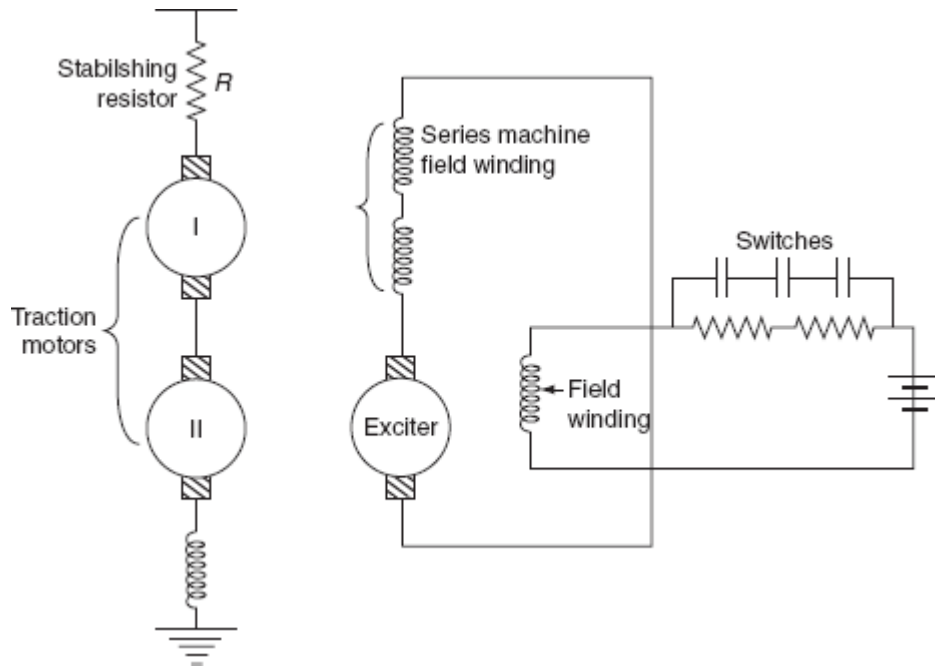 Stabilshing
resistor
R
I
Traction
motors
II
Series machine
field winding
Exciter
Field
winding
Switches